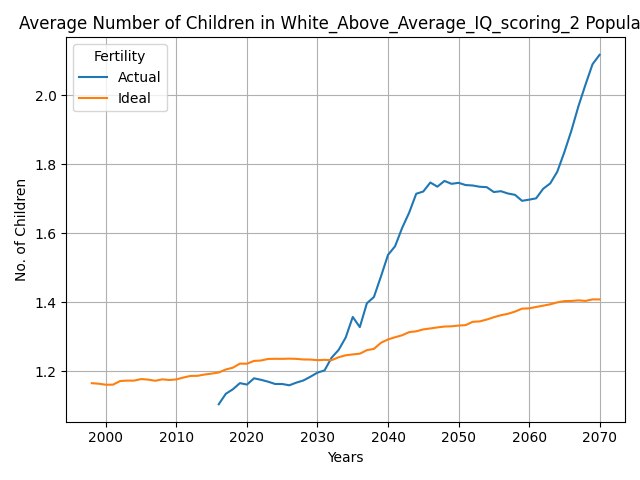 Average Number of Children in White_Above_Average_IQ_scoring_2 Popula
Fertility
Actual
Ideal
2.0
1.8
1.6
1.4
1.2
No. of Children
2000 2010 2020 2030 2040 2050 2060 2070
Years